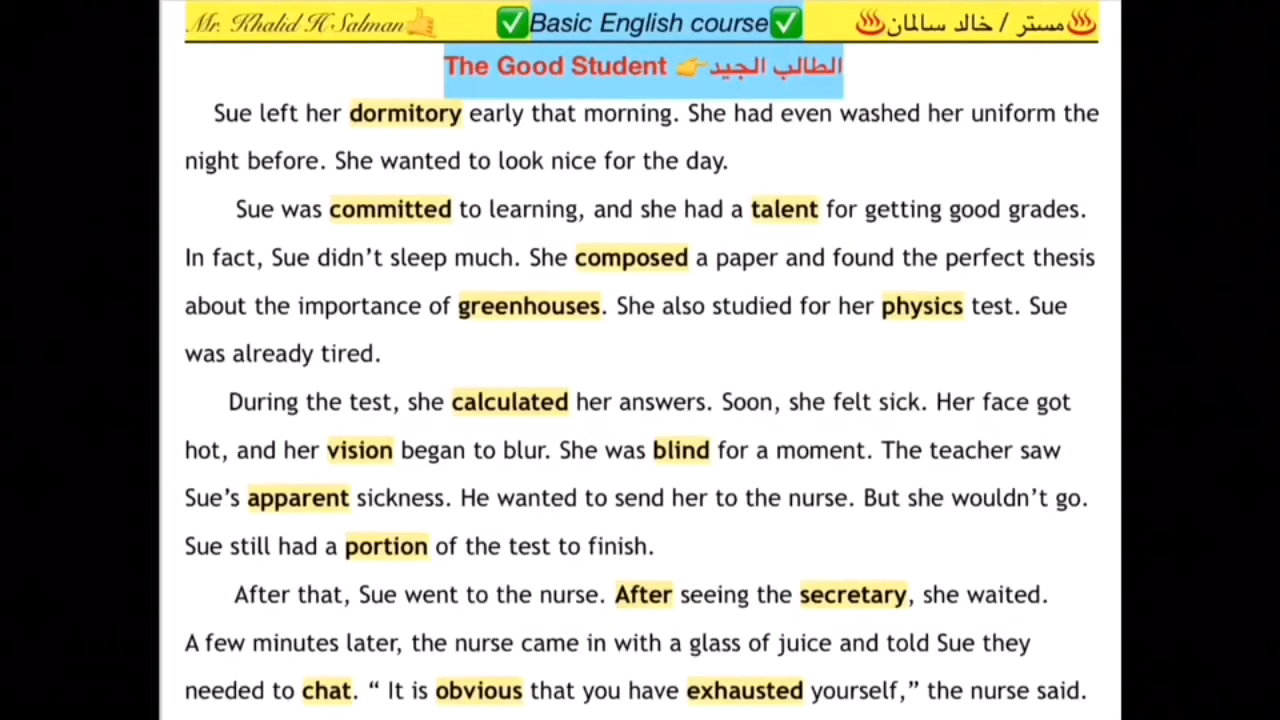 Mr. Khalid H Salman🤙 ✅Basic English course✅ ♨️مستر / خالد سالمان♨️
The Good Student 👉الطالب الجيد
Sue left her dormitory early that morning. She had even washed her uniform the
night before. She wanted to look nice for the day.
Sue was committed to learning, and she had a talent for getting good grades.
In fact, Sue didn’t sleep much. She composed a paper and found the perfect thesis
about the importance of greenhouses. She also studied for her physics test. Sue
was already tired.
During the test, she calculated her answers. Soon, she felt sick. Her face got
hot, and her vision began to blur. She was blind for a moment. The teacher saw
Sue’s apparent sickness. He wanted to send her to the nurse. But she wouldn’t go.
Sue still had a portion of the test to finish.
After that, Sue went to the nurse. After seeing the secretary, she waited.
A few minutes later, the nurse came in with a glass of juice and told Sue they
needed to chat. “ It is obvious that you have exhausted yourself,” the nurse said.